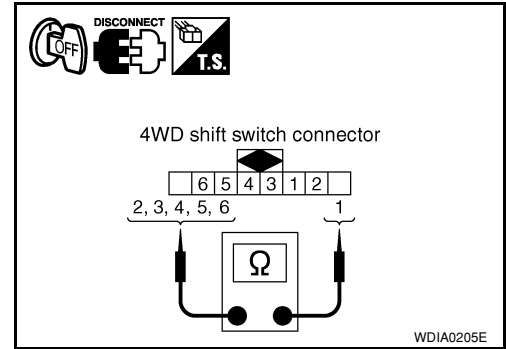 DISCONNECT
OFF
T.S.
4WD shift switch connector
6 5 4 3 1 2
2, 3, 4, 5, 6 1
Ω
WDIA0205E